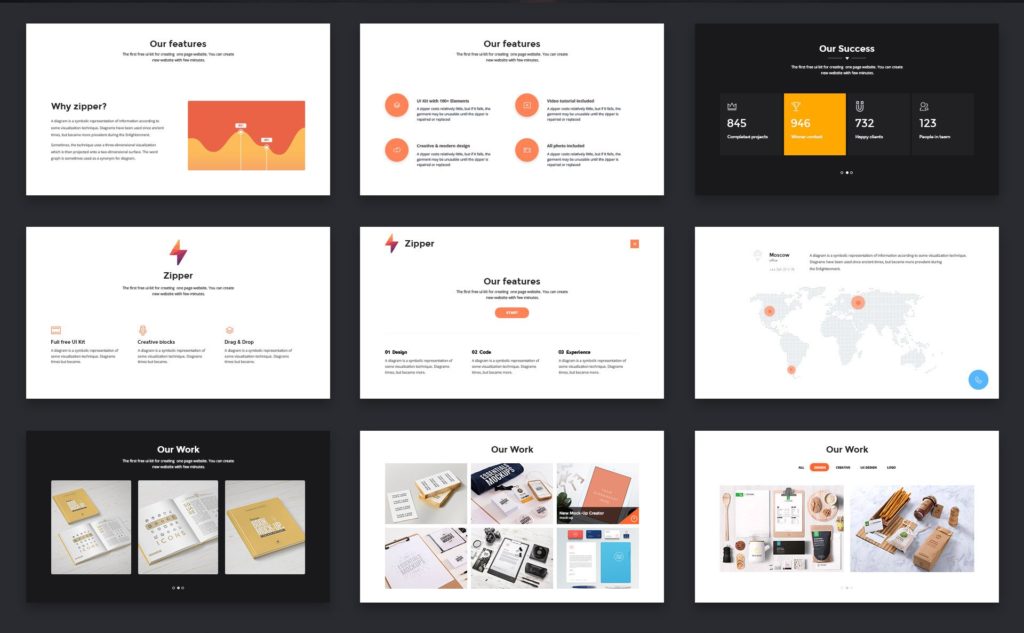 Our features
The first free ui kit for creating one page website. You can create
new website with few minutes.
Why zipper?
A diagram is a symbolic representation of information according to
some visualization technique. Diagrams have been used since ancient
times, but became more prevalent during the Enlightenment.
Sometimes, the technique uses a three-dimensional visualization
which is then projected onto a two-dimensional surface. The word
graph is sometimes used as a synonym for diagram.
Our features
The first free ui kit for creating one page website. You can create
new website with few minutes.
UI Kit with 100+ Elements
A zipper costs relatively little, but if it fails, the
garment may be unusable until the zipper is
repaired or replaced
Video tutorial included
A zipper costs relatively little, but if it fails, the
garment may be unusable until the zipper is
repaired or replaced
Creative & modern design
A zipper costs relatively little, but if it fails, the
garment may be unusable until the zipper is
repaired or replaced
All photo included
A zipper costs relatively little, but if it fails, the
garment may be unusable until the zipper is
repaired or replaced
Our Success
The first free ui kit for creating one page website. You can create
new website with few minutes.
845
Completed projects
946
Winner contest
732
Happy clients
123
People in team
Zipper
The first free ui kit for creating one page website. You can create
new website with few minutes.
Full free UI Kit
A diagram is a symbolic representation of
some visualization technique. Diagrams
times but became.
Creative blocks
A diagram is a symbolic representation of
some visualization technique. Diagrams
times but became.
Drag & Drop
A diagram is a symbolic representation of
some visualization technique. Diagrams
times but became.
Zipper
Our features
The first free ui kit for creating one page website. You can create
new website with few minutes.
START
01 Design
A diagram is a symbolic representation of
some visualization technique. Diagrams
times, but became more.
02 Code
A diagram is a symbolic representation of
some visualization technique. Diagrams
times, but became more.
03 Experience
A diagram is a symbolic representation of
some visualization technique. Diagrams
times, but became more.
Moscow
office
A diagram is a symbolic representation of information according to some visualization technique.
Diagrams have been used since ancient times, but became more prevalent during
the Enlightenment.
Our Work
The first free ui kit for creating one page website. You can create
new website with few minutes.
ICONS
Our Work
ESSENTIALS
MOCKUPS
New Mock-Up Creator
mock-up
Our Work
ALL
DESIGN
CREATIVE
UX DESIGN
LOGO